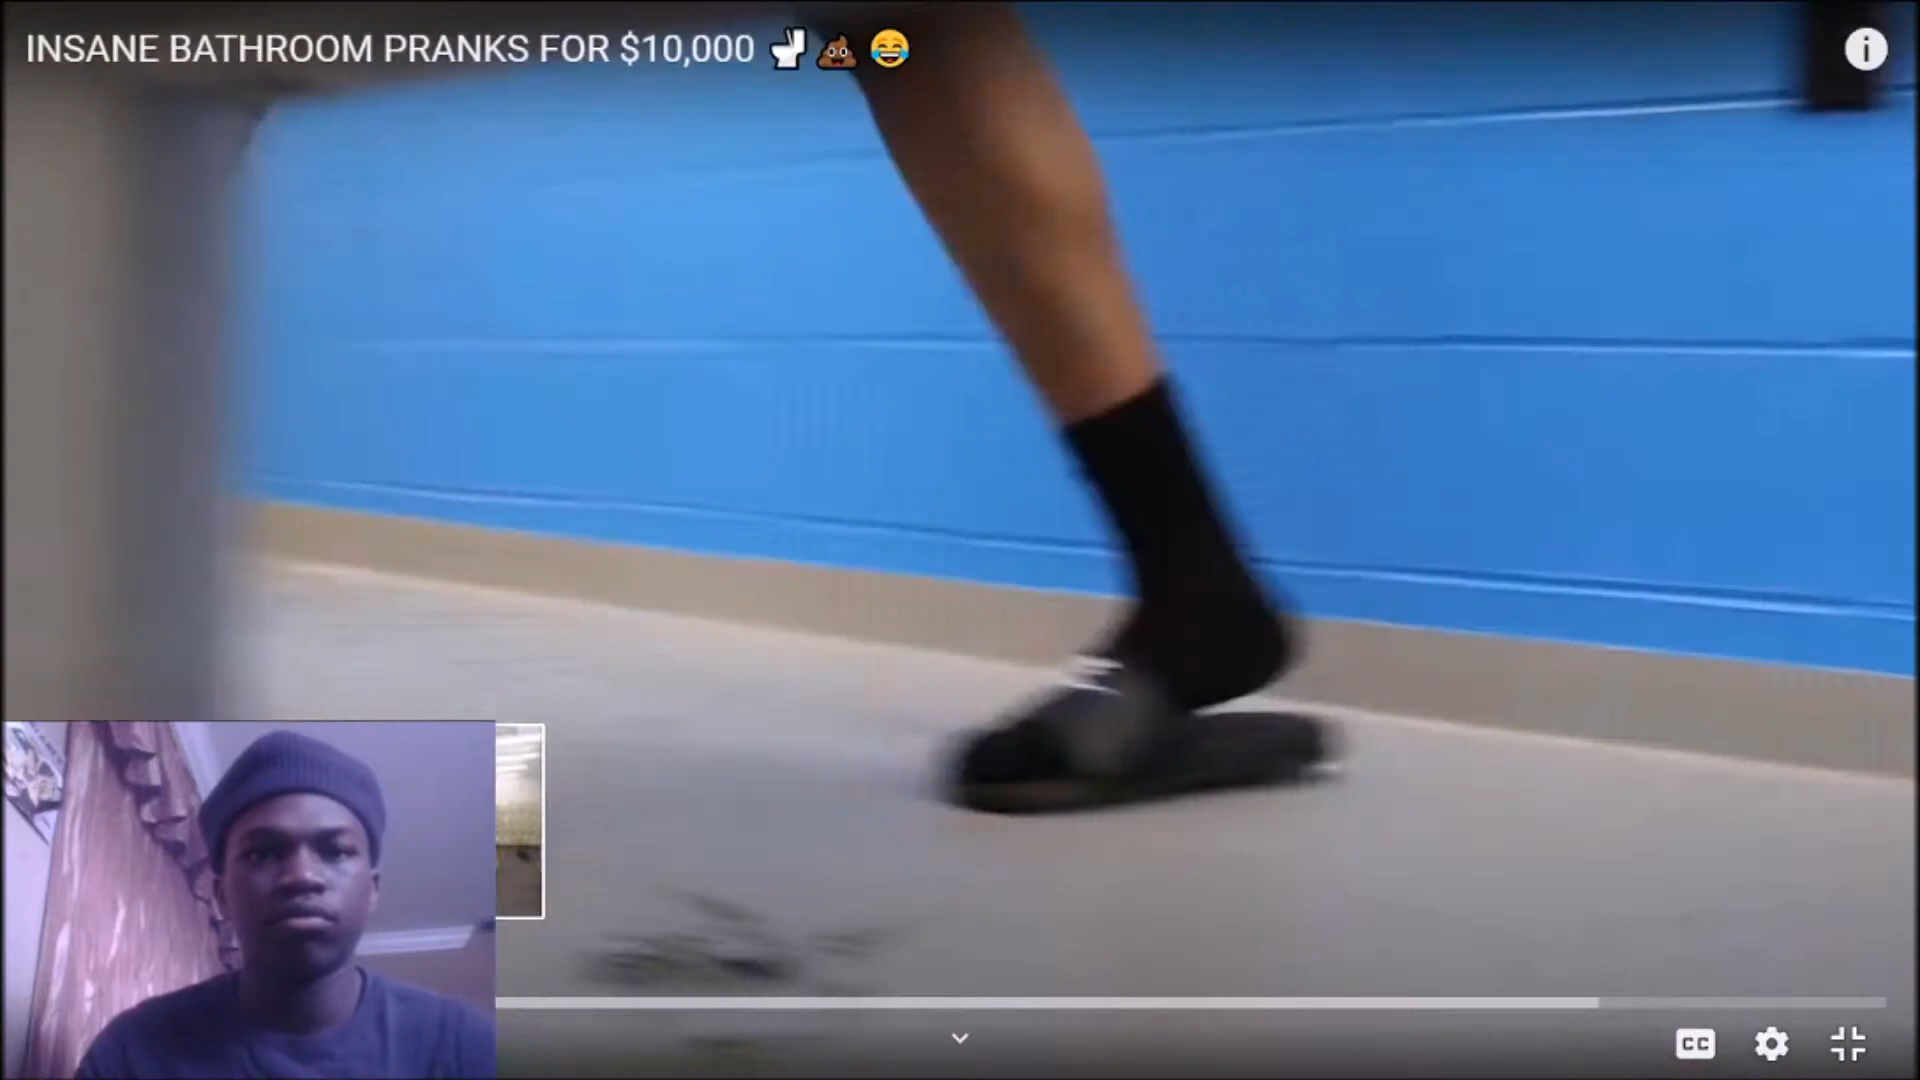 INSANE BATHROOM PRANKS FOR $10,000 🚽💩😂
CC